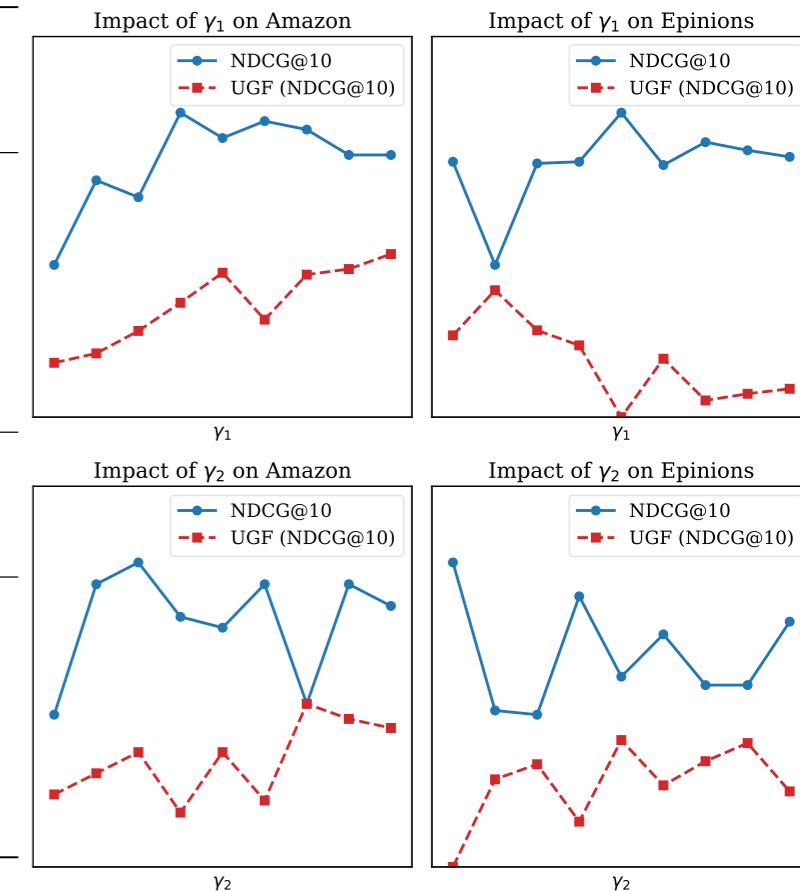 Impact of γ₁ on Amazon
NDCG@10
UGF (NDCG@10)
γ₁
Impact of γ₁ on Epinions
NDCG@10
UGF (NDCG@10)
γ₁
Impact of γ₂ on Amazon
NDCG@10
UGF (NDCG@10)
γ₂
Impact of γ₂ on Epinions
NDCG@10
UGF (NDCG@10)
γ₂